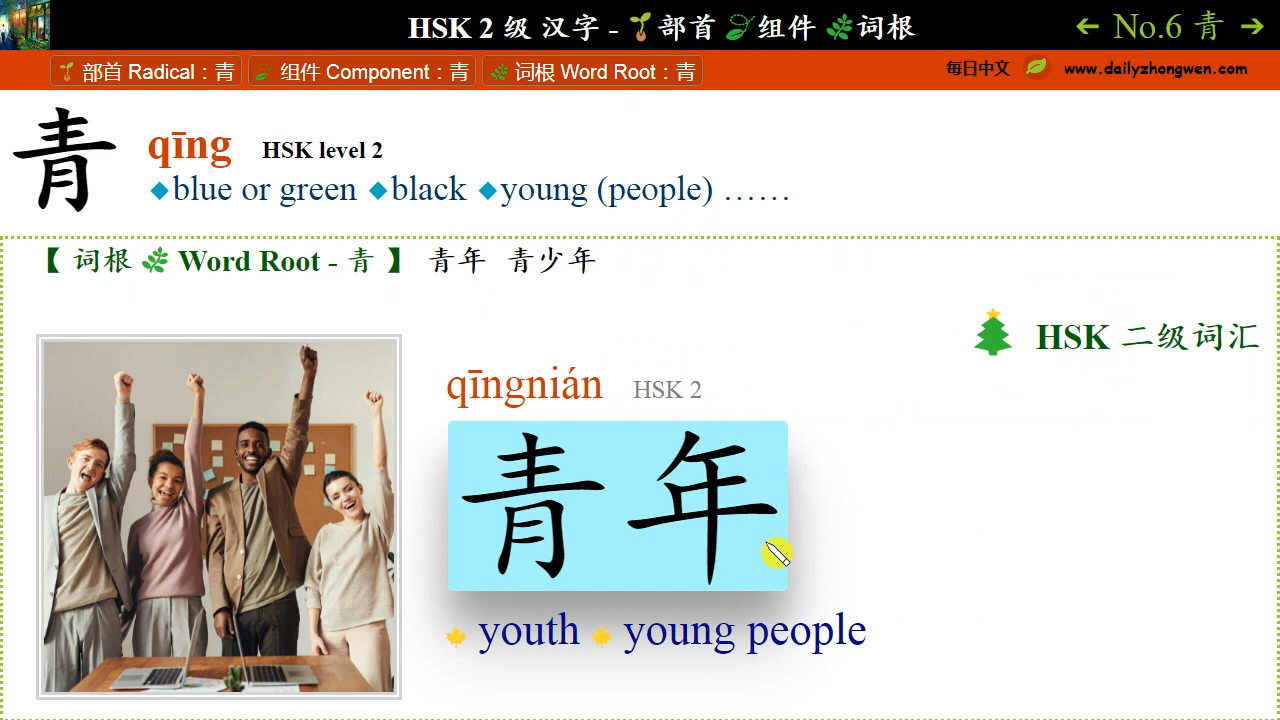 HSK 2 级 汉字 - 部首 组件 词根
← No.6 青 →
部首 Radical：青 组件 Component：青 词根 Word Root：青
每日中文 www.dailyzhongwen.com
青
qīng HSK level 2
◆blue or green ◆black ◆young (people) ……
【 词根 Word Root - 青 】 青年 青少年
HSK 二级词汇
qīngnián HSK 2
青年
youth young people